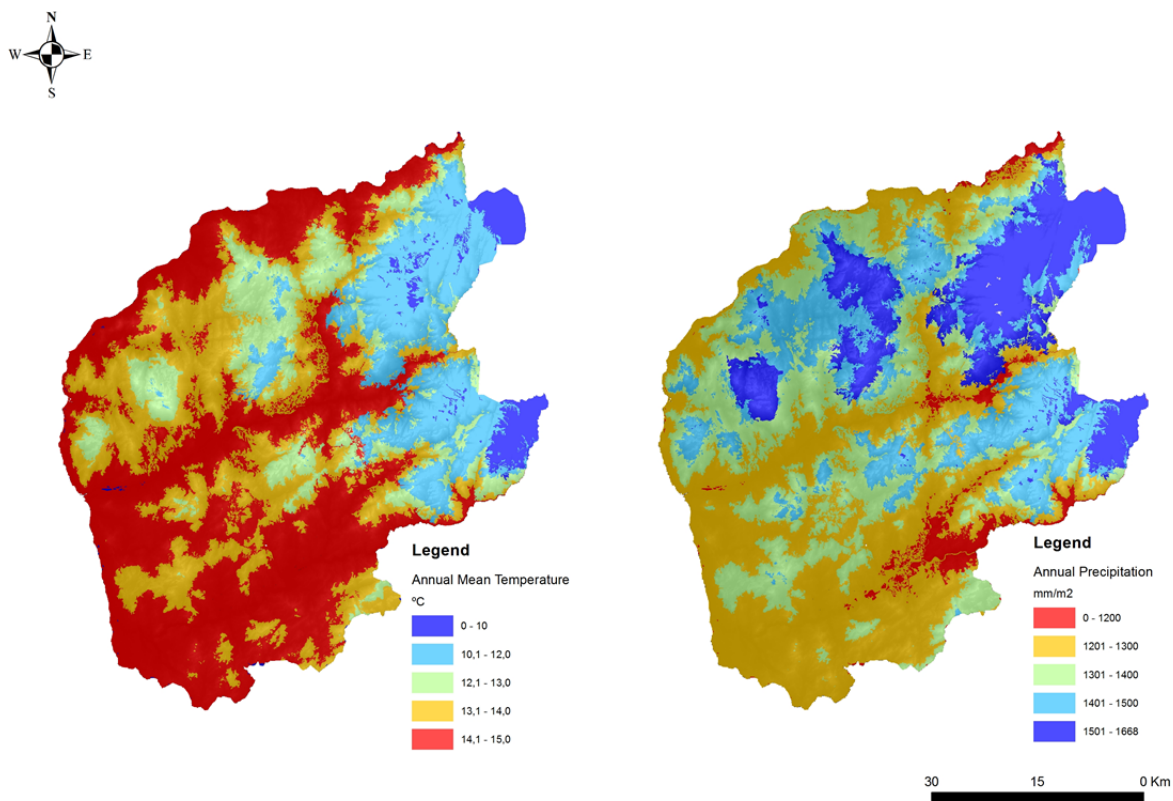 N
W E
S
Legend
Annual Mean Temperature
ºC
0 - 10
10,1 - 12,0
12,1 - 13,0
13,1 - 14,0
14,1 - 15,0
Legend
Annual Precipitation
mm/m2
0 - 1200
1201 - 1300
1301 - 1400
1401 - 1500
1501 - 1668
30 15 0 Km